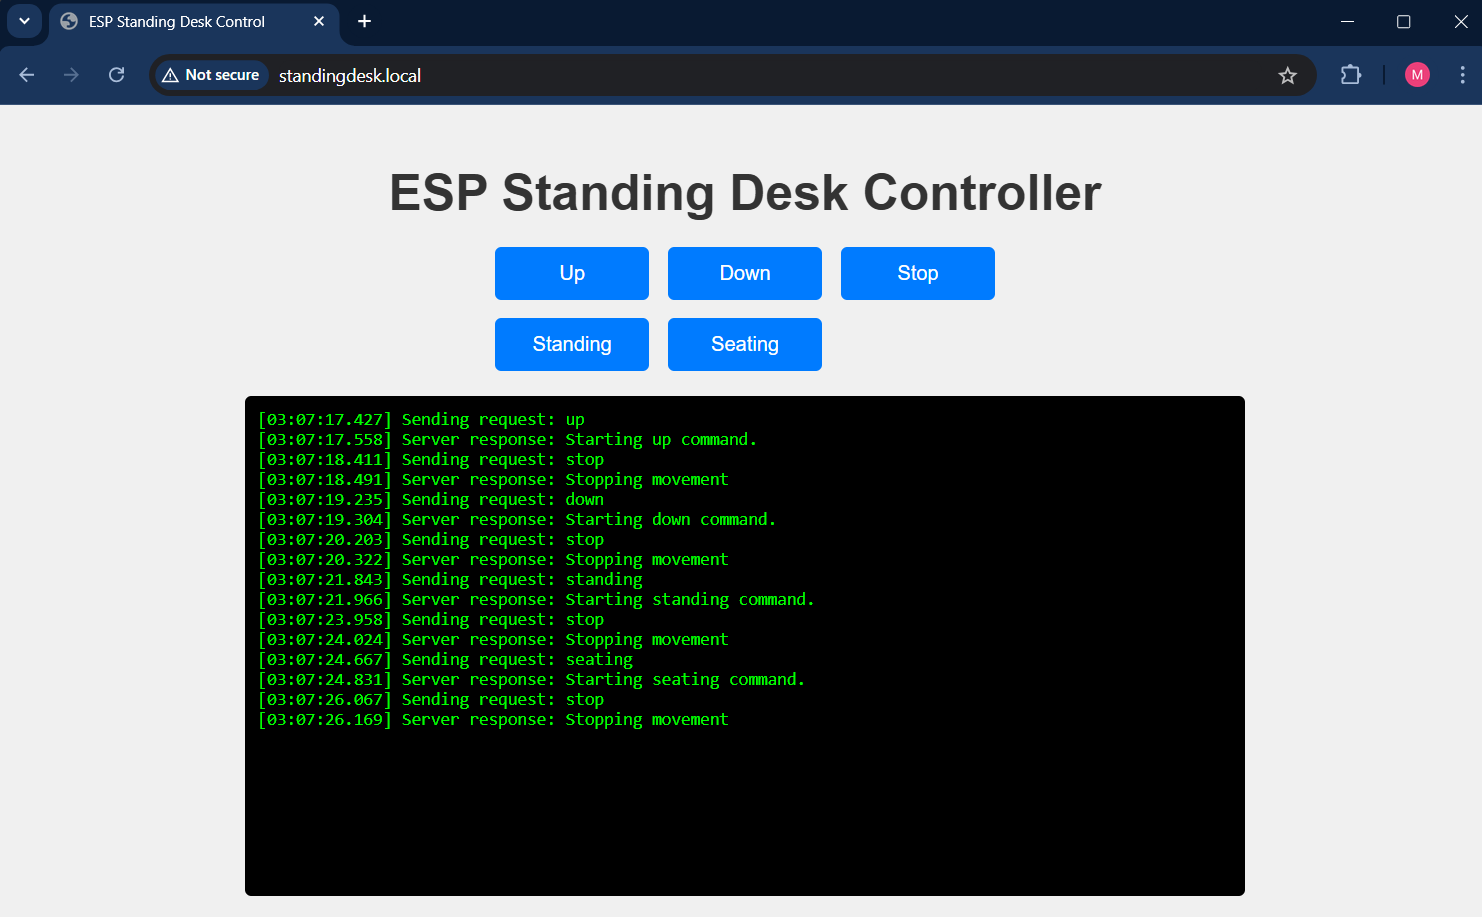 ESP Standing Desk Control
Not secure
standingdesk.local
M
ESP Standing Desk Controller
Up
Down
Stop
Standing
Seating
[03:07:17.427] Sending request: up
[03:07:17.558] Server response: Starting up command.
[03:07:18.411] Sending request: stop
[03:07:18.491] Server response: Stopping movement
[03:07:19.235] Sending request: down
[03:07:19.304] Server response: Starting down command.
[03:07:20.203] Sending request: stop
[03:07:20.322] Server response: Stopping movement
[03:07:21.843] Sending request: standing
[03:07:21.966] Server response: Starting standing command.
[03:07:23.958] Sending request: stop
[03:07:24.024] Server response: Stopping movement
[03:07:24.667] Sending request: seating
[03:07:24.831] Server response: Starting seating command.
[03:07:26.067] Sending request: stop
[03:07:26.169] Server response: Stopping movement